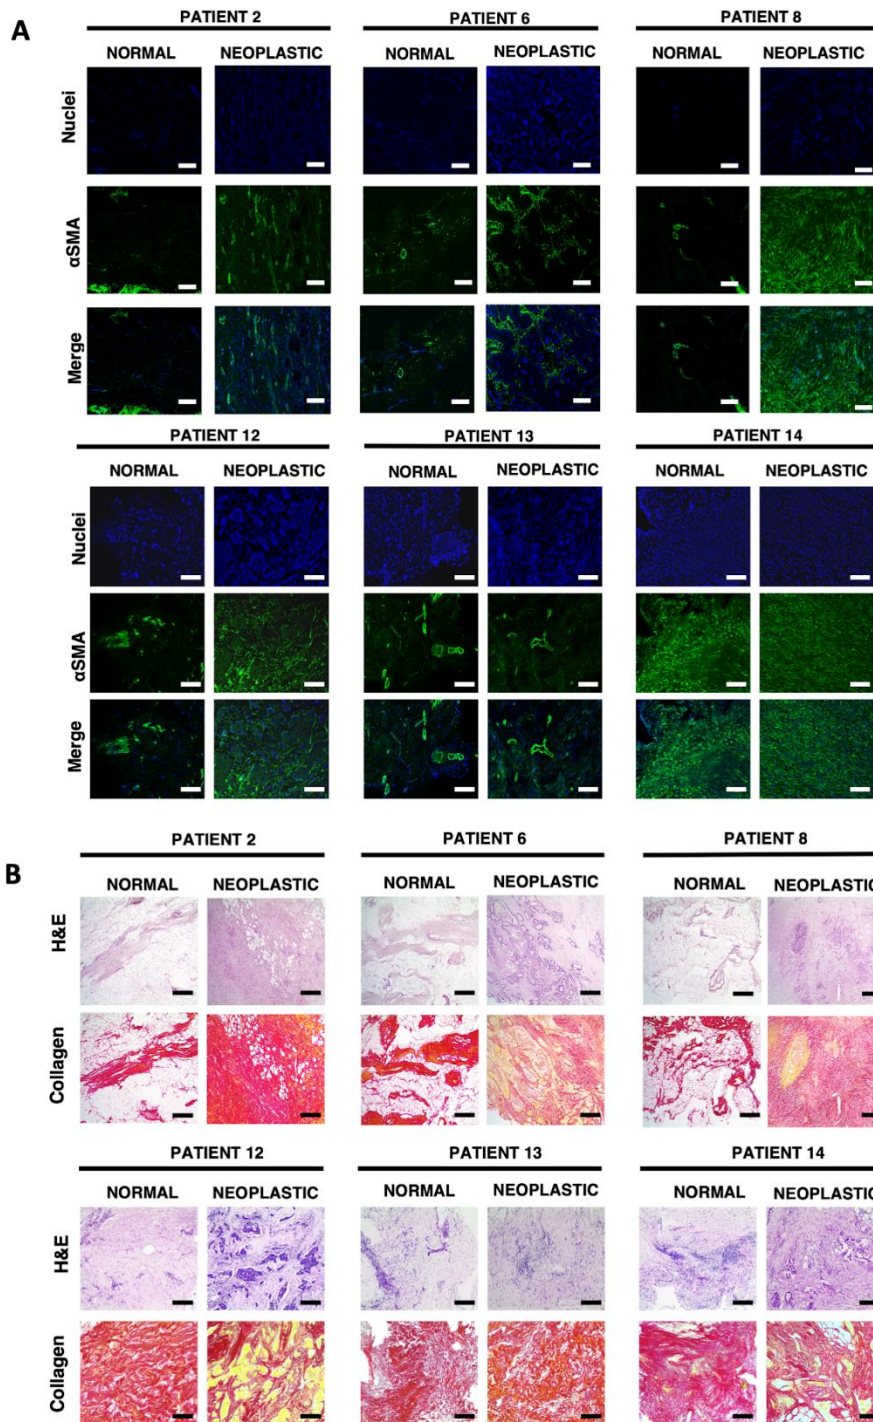 A
PATIENT 2 PATIENT 6 PATIENT 8
NORMAL NEOPLASTIC NORMAL NEOPLASTIC NORMAL NEOPLASTIC
Nuclei
αSMA
Merge
PATIENT 12 PATIENT 13 PATIENT 14
NORMAL NEOPLASTIC NORMAL NEOPLASTIC NORMAL NEOPLASTIC
Nuclei
αSMA
Merge
B
PATIENT 2 PATIENT 6 PATIENT 8
NORMAL NEOPLASTIC NORMAL NEOPLASTIC NORMAL NEOPLASTIC
H&E
Collagen
PATIENT 12 PATIENT 13 PATIENT 14
NORMAL NEOPLASTIC NORMAL NEOPLASTIC NORMAL NEOPLASTIC
H&E
Collagen